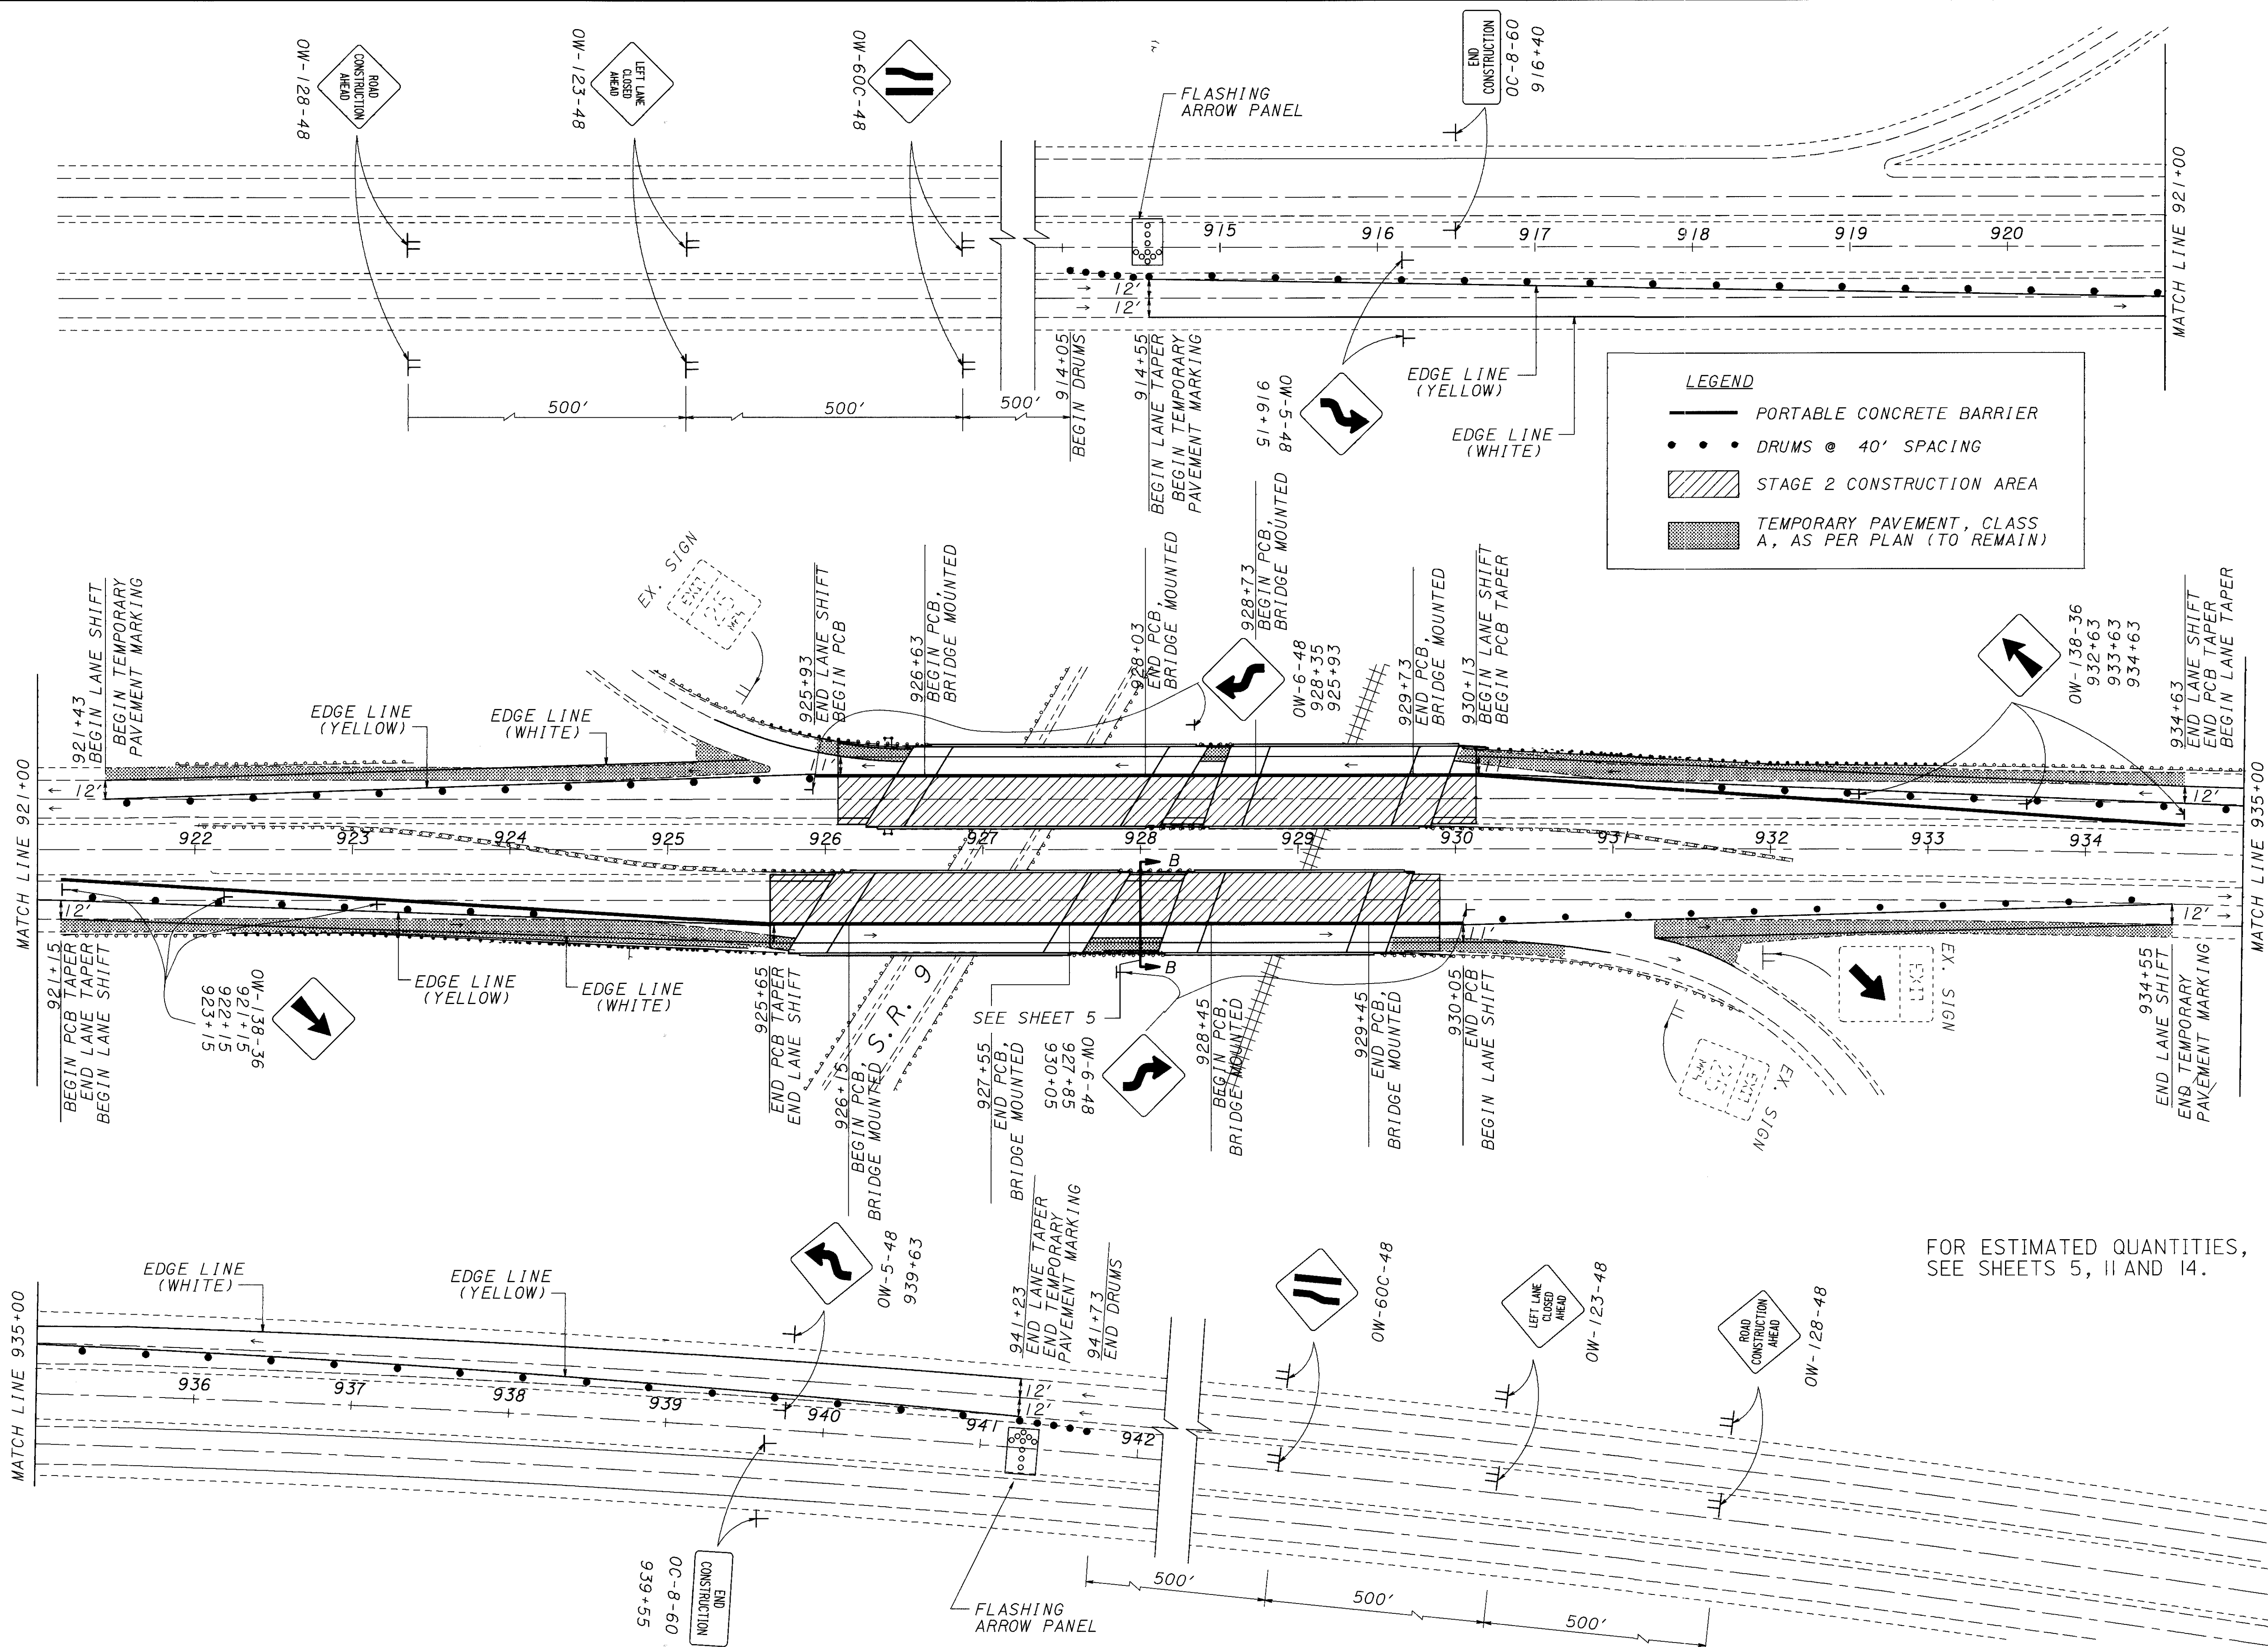 ROAD
CONSTRUCTION
AHEAD
OW-128-48
LEFT LANE
CLOSED
AHEAD
OW-123-48
OW-60C-48
FLASHING
ARROW PANEL
END
CONSTRUCTION
OC-8-60
916+40
MATCH LINE 921+00
915
916
917
918
919
920
12'
12'
500'
500'
500'
914+05
BEGIN DRUMS
914+55
BEGIN LANE TAPER
BEGIN TEMPORARY
PAVEMENT MARKING
OW-5-48
916+15
EDGE LINE
(YELLOW)
EDGE LINE
(WHITE)
LEGEND
PORTABLE CONCRETE BARRIER
DRUMS @ 40' SPACING
STAGE 2 CONSTRUCTION AREA
TEMPORARY PAVEMENT, CLASS
A, AS PER PLAN (TO REMAIN)
MATCH LINE 921+00
921+43
BEGIN LANE SHIFT
BEGIN TEMPORARY
PAVEMENT MARKING
EDGE LINE
(YELLOW)
EDGE LINE
(WHITE)
EX. SIGN
EXIT
925+93
END LANE SHIFT
BEGIN PCB
926+63
BEGIN PCB,
BRIDGE MOUNTED
928+03
END PCB,
BRIDGE MOUNTED
928+73
BEGIN PCB,
BRIDGE MOUNTED
OW-6-48
928+35
925+93
929+73
END PCB,
BRIDGE MOUNTED
930+13
BEGIN LANE SHIFT
BEGIN PCB TAPER
OW-138-36
932+63
933+63
934+63
934+63
END LANE SHIFT
END PCB TAPER
BEGIN LANE TAPER
MATCH LINE 935+00
12'
11'
11'
12'
922
923
924
925
926
927
928
929
930
931
932
933
934
B
B
12'
11'
11'
12'
921+15
BEGIN PCB TAPER
END LANE TAPER
BEGIN LANE SHIFT
OW-138-36
921+15
922+15
923+15
EDGE LINE
(YELLOW)
EDGE LINE
(WHITE)
925+65
END PCB TAPER
END LANE SHIFT
926+15
BEGIN PCB,
BRIDGE MOUNTED
S.R. 9
SEE SHEET 5
927+55
END PCB,
BRIDGE MOUNTED
OW-6-48
927+85
930+05
928+45
BEGIN PCB,
BRIDGE MOUNTED
929+45
END PCB,
BRIDGE MOUNTED
930+05
END PCB
BEGIN LANE SHIFT
EXIT
EX. SIGN
EXIT
EX. SIGN
934+55
END LANE SHIFT
END TEMPORARY
PAVEMENT MARKING
MATCH LINE 935+00
EDGE LINE
(WHITE)
EDGE LINE
(YELLOW)
OW-5-48
939+63
941+23
END LANE TAPER
END TEMPORARY
PAVEMENT MARKING
941+73
END DRUMS
OW-60C-48
LEFT LANE
CLOSED
AHEAD
OW-123-48
ROAD
CONSTRUCTION
AHEAD
OW-128-48
FOR ESTIMATED QUANTITIES,
SEE SHEETS 5, 11 AND 14.
936
937
938
939
940
941
942
12'
12'
END
CONSTRUCTION
OC-8-60
939+55
FLASHING
ARROW PANEL
500'
500'
500'